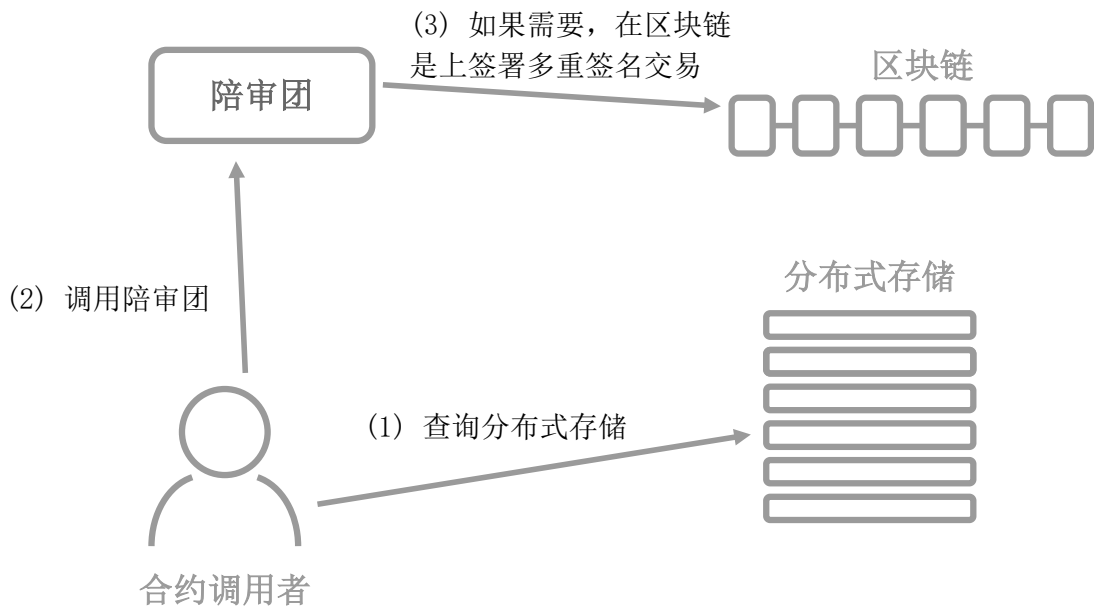 (3) 如果需要，在区块链
是上签署多重签名交易
陪审团
区块链
分布式存储
(2) 调用陪审团
(1) 查询分布式存储
合约调用者